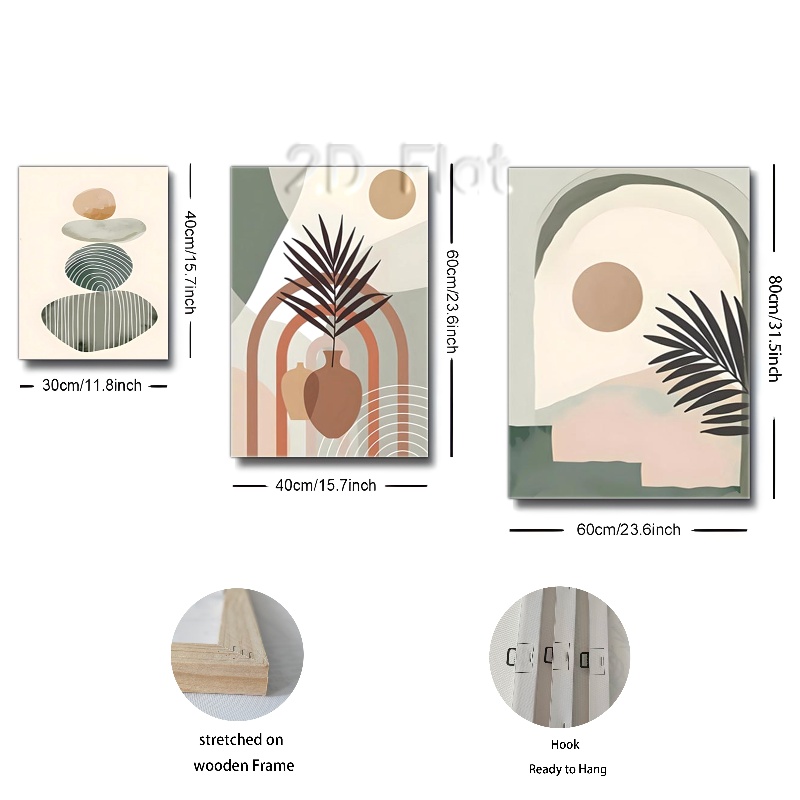 2D Flat
40cm/15.7inch
60cm/23.6inch
80cm/31.5inch
30cm/11.8inch
40cm/15.7inch
60cm/23.6inch
stretched on
wooden Frame
Hook
Ready to Hang